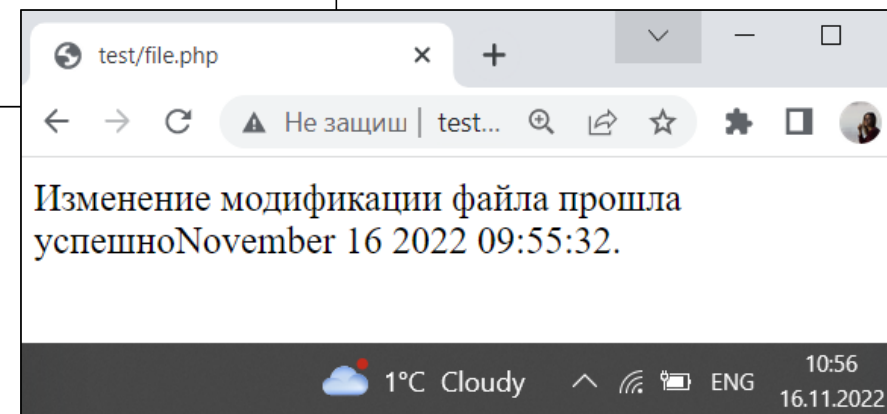 test/file.php
Не защиш | test...
Изменение модификации файла прошла
успешноNovember 16 2022 09:55:32.
1°C Cloudy
ENG
10:56
16.11.2022